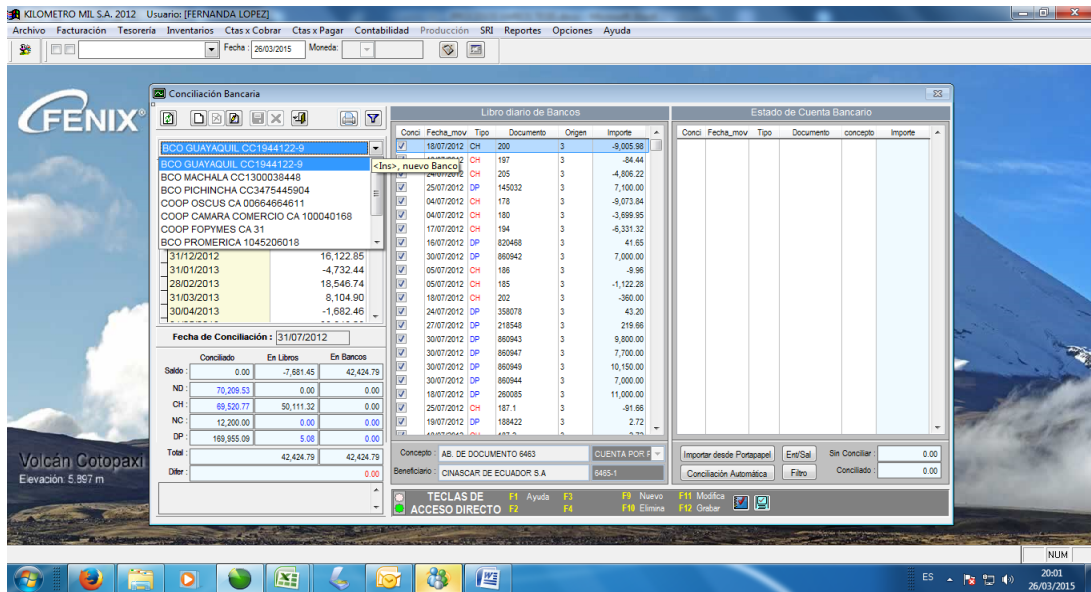 KILOMETRO MIL S.A. 2012 Usuario: [FERNANDA LOPEZ]
Archivo Facturación Tesorería Inventarios Ctas x Cobrar Ctas x Pagar Contabilidad Producción SRI Reportes Opciones Ayuda
Fecha : 26/03/2015 Moneda:
FENIX®
Conciliación Bancaria
BCO GUAYAQUIL CC1944122-9
BCO GUAYAQUIL CC1944122-9
BCO MACHALA CC1300038448
BCO PICHINCHA CC3475445904
COOP OSCUS CA 00664664611
COOP CAMARA COMERCIO CA 100040168
COOP FOPYMES CA 31
BCO PROMERICA 1045206018
<Ins>, nuevo Banco
31/12/2012 16,122.85
31/01/2013 -4,732.44
28/02/2013 18,546.74
31/03/2013 8,104.90
30/04/2013 -1,682.46
Fecha de Conciliación : 31/07/2012
Conciliado En Libros En Bancos
Saldo : 0.00 -7,681.45 42,424.79
ND : 70,209.53 0.00 0.00
CH : 69,520.77 50,111.32 0.00
NC : 12,200.00 0.00 0.00
DP : 169,955.09 5.08 0.00
Total : 42,424.79 42,424.79
Difer : 0.00
Libro diario de Bancos
Conci Fecha_mov Tipo Documento Origen Importe
18/07/2012 CH 200 3 -9,005.98
CH 197 3 -84.44
24/07/2012 CH 205 3 -4,806.22
25/07/2012 DP 145032 3 7,100.00
04/07/2012 CH 178 3 -9,073.84
04/07/2012 CH 180 3 -3,699.95
17/07/2012 CH 194 3 -6,331.32
16/07/2012 DP 820468 3 41.65
30/07/2012 DP 860942 3 7,000.00
05/07/2012 CH 186 3 -9.96
05/07/2012 CH 185 3 -1,122.28
18/07/2012 CH 202 3 -360.00
24/07/2012 DP 358078 3 43.20
27/07/2012 DP 218548 3 219.66
30/07/2012 DP 860943 3 9,800.00
30/07/2012 DP 860947 3 7,700.00
30/07/2012 DP 860949 3 10,150.00
30/07/2012 DP 860944 3 7,000.00
18/07/2012 DP 260085 3 11,000.00
25/07/2012 CH 187.1 3 -91.66
19/07/2012 DP 188422 3 2.72
Concepto : AB. DE DOCUMENTO 6463 CUENTA POR F
Beneficiario : CINASCAR DE ECUADOR S.A 6465-1
Estado de Cuenta Bancario
Conci Fecha_mov Tipo Documento concepto Importe
Importar desde Portapapel Ent/Sal Sin Conciliar : 0.00
Conciliación Automática Filtro Conciliado : 0.00
TECLAS DE ACCESO DIRECTO F1 Ayuda F3 F9 Nuevo F11 Modifica
F2 F4 F10 Elimina F12 Grabar
Volcán Cotopaxi
Elevación: 5.897 m
NUM
ES 20:01
26/03/2015